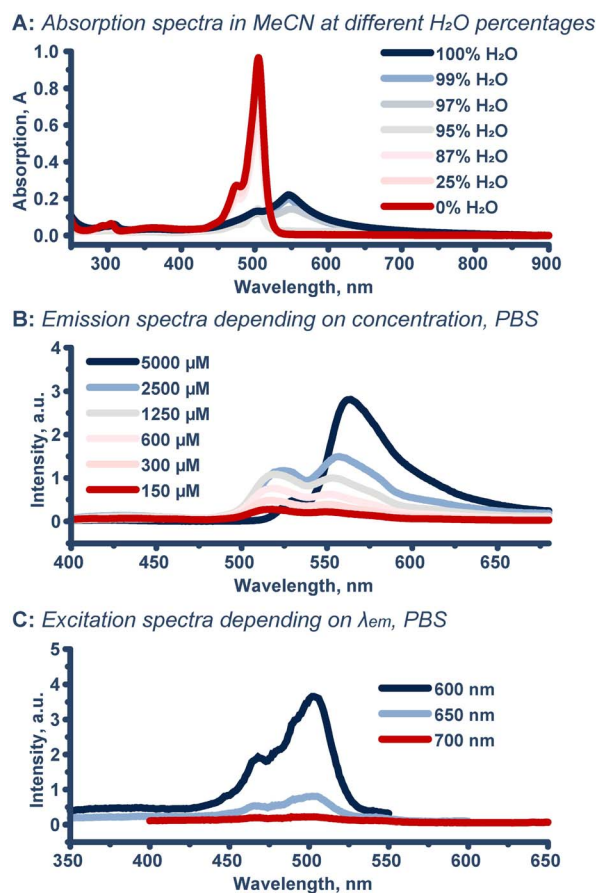 A: Absorption spectra in MeCN at different H₂O percentages
Absorption, A
1.0
0.8
0.6
0.4
0.2
0.0
100% H₂O
99% H₂O
97% H₂O
95% H₂O
87% H₂O
25% H₂O
0% H₂O
300 400 500 600 700 800 900
Wavelength, nm
B: Emission spectra depending on concentration, PBS
Intensity, a.u.
4
3
2
1
0
5000 µM
2500 µM
1250 µM
600 µM
300 µM
150 µM
400 450 500 550 600 650
Wavelength, nm
C: Excitation spectra depending on λem, PBS
Intensity, a.u.
5
4
3
2
1
0
600 nm
650 nm
700 nm
350 400 450 500 550 600 650
Wavelength, nm